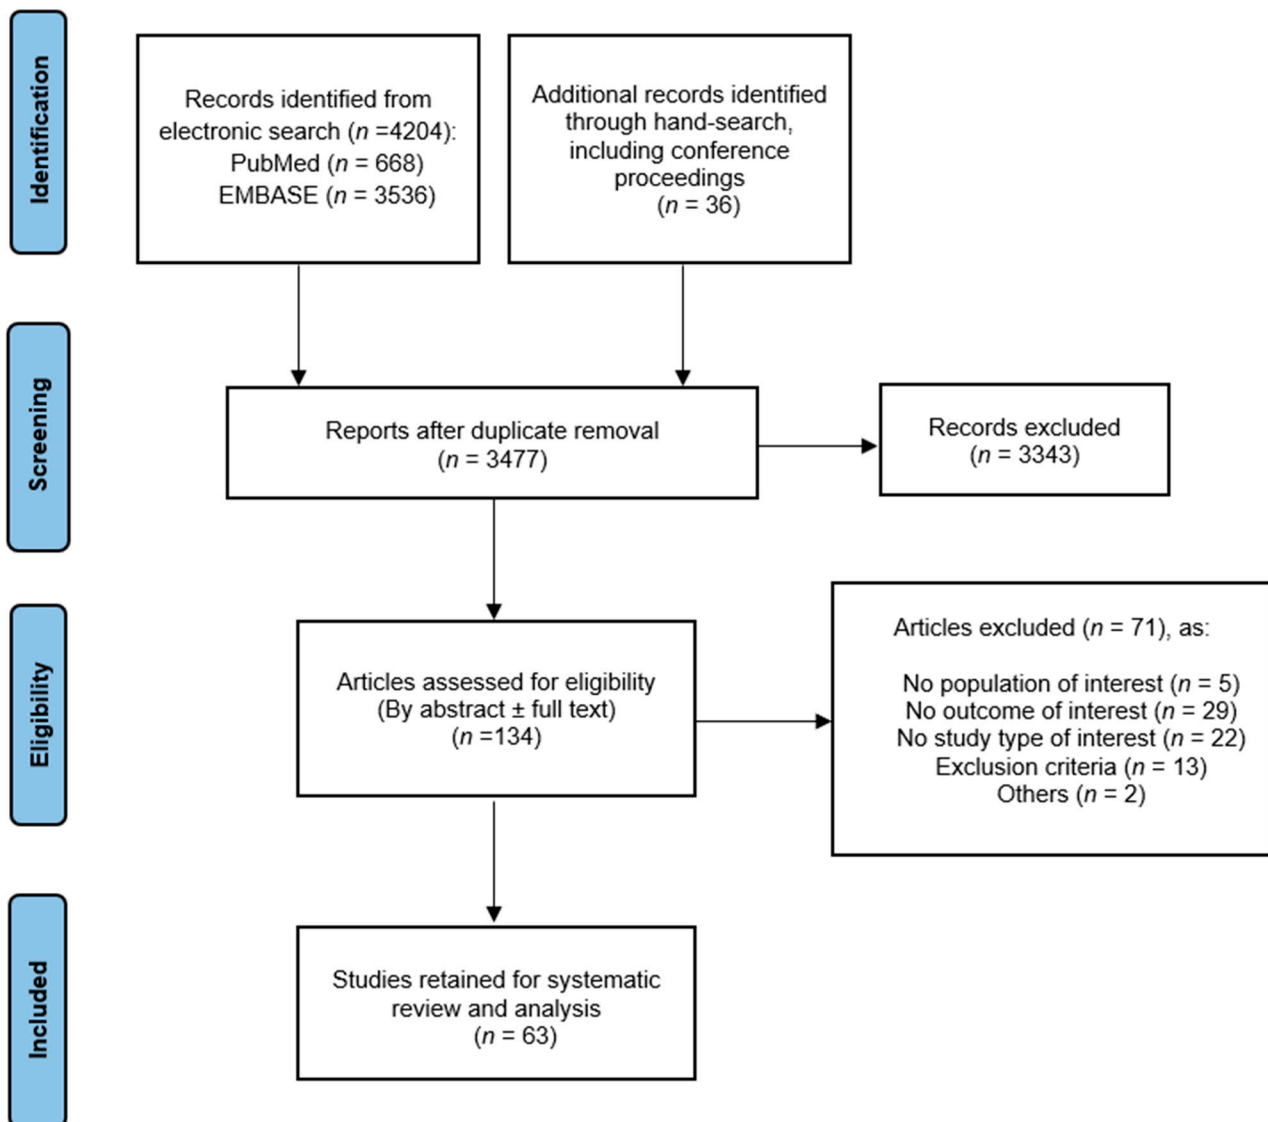 Identification
Records identified from
electronic search (n =4204):
PubMed (n = 668)
EMBASE (n = 3536)
Additional records identified
through hand-search,
including conference
proceedings
(n = 36)
Screening
Reports after duplicate removal
(n = 3477)
Records excluded
(n = 3343)
Eligibility
Articles assessed for eligibility
(By abstract ± full text)
(n =134)
Articles excluded (n = 71), as:
No population of interest (n = 5)
No outcome of interest (n = 29)
No study type of interest (n = 22)
Exclusion criteria (n = 13)
Others (n = 2)
Included
Studies retained for systematic
review and analysis
(n = 63)